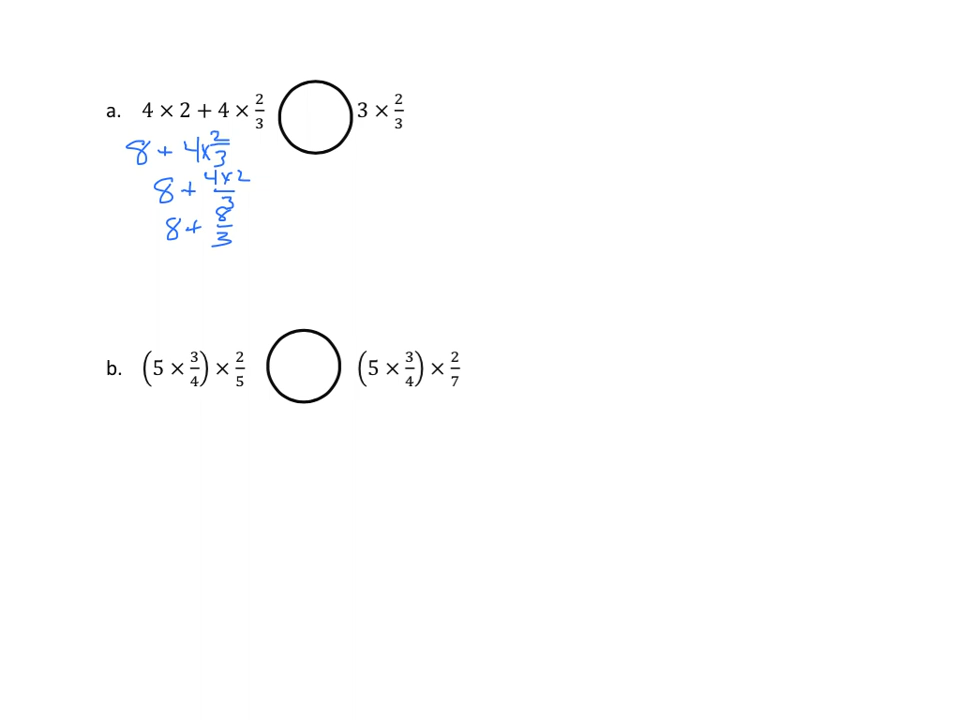 a. 4 × 2 + 4 × 2/3 3 × 2/3
8 + 4 x 2/3
8 + 4 x 2/3
8 + 8/3
b. (5 × 3/4) × 2/5 (5 × 3/4) × 2/7